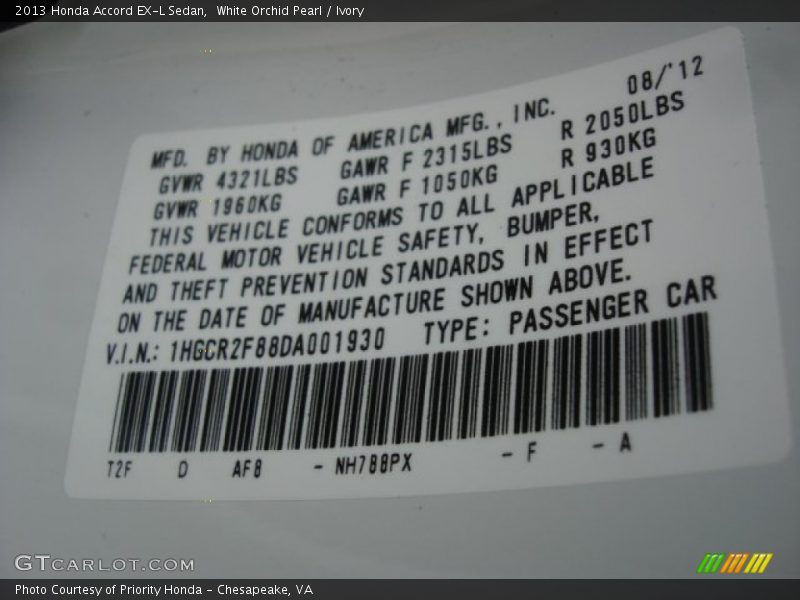 2013 Honda Accord EX-L Sedan,  White Orchid Pearl / Ivory
08/'12
MFD. BY HONDA OF AMERICA MFG., INC.
GVWR 4321LBS GAWR F 2315LBS R 2050LBS
GVWR 1960KG GAWR F 1050KG R 930KG
THIS VEHICLE CONFORMS TO ALL APPLICABLE
FEDERAL MOTOR VEHICLE SAFETY, BUMPER,
AND THEFT PREVENTION STANDARDS IN EFFECT
ON THE DATE OF MANUFACTURE SHOWN ABOVE.
V.I.N.: 1HGCR2F88DA001930 TYPE: PASSENGER CAR
T2F D AF8 - NH788PX - F - A
GTCARLOT.COM
Photo Courtesy of Priority Honda - Chesapeake, VA